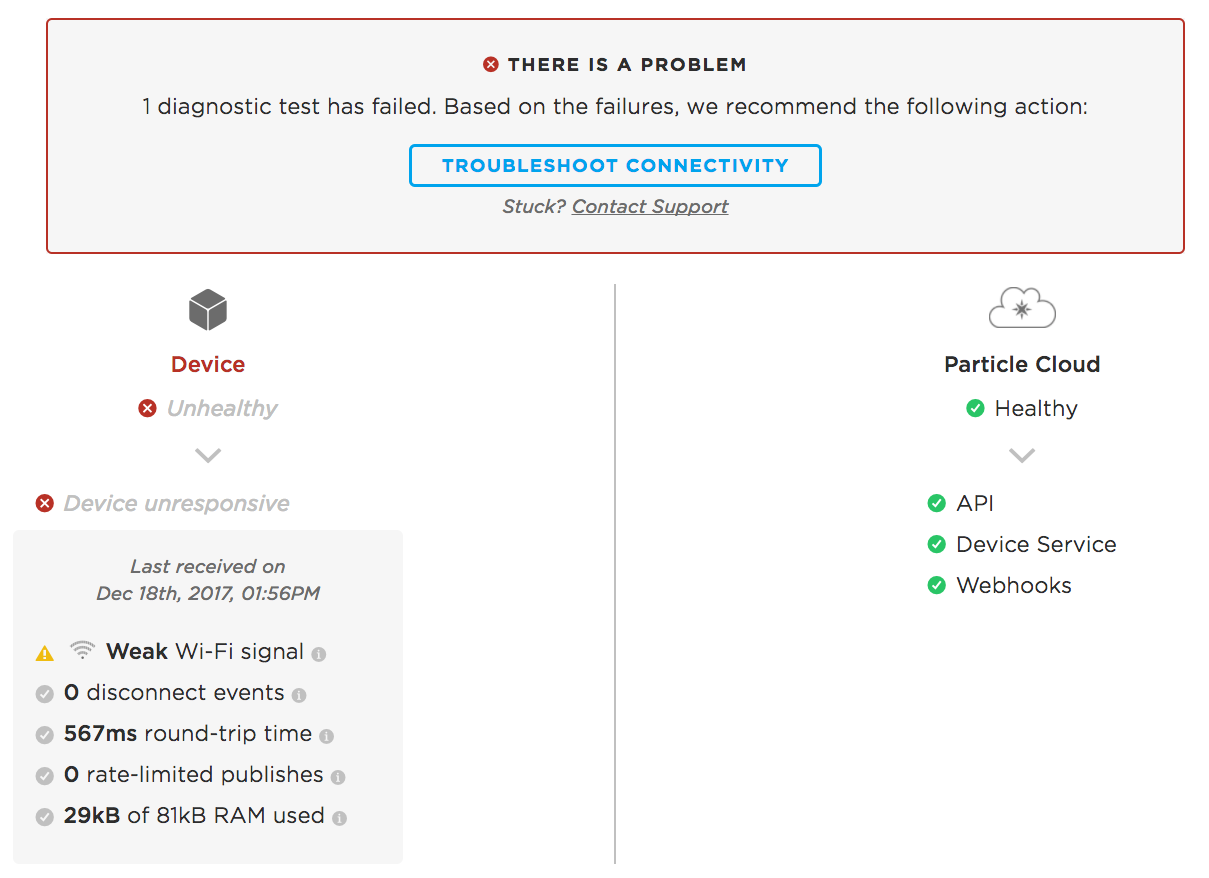 THERE IS A PROBLEM
1 diagnostic test has failed. Based on the failures, we recommend the following action:
TROUBLESHOOT CONNECTIVITY
Stuck? Contact Support
Device
Unhealthy
Device unresponsive
Last received on
Dec 18th, 2017, 01:56PM
Weak Wi-Fi signal
0 disconnect events
567ms round-trip time
0 rate-limited publishes
29kB of 81kB RAM used
Particle Cloud
Healthy
API
Device Service
Webhooks